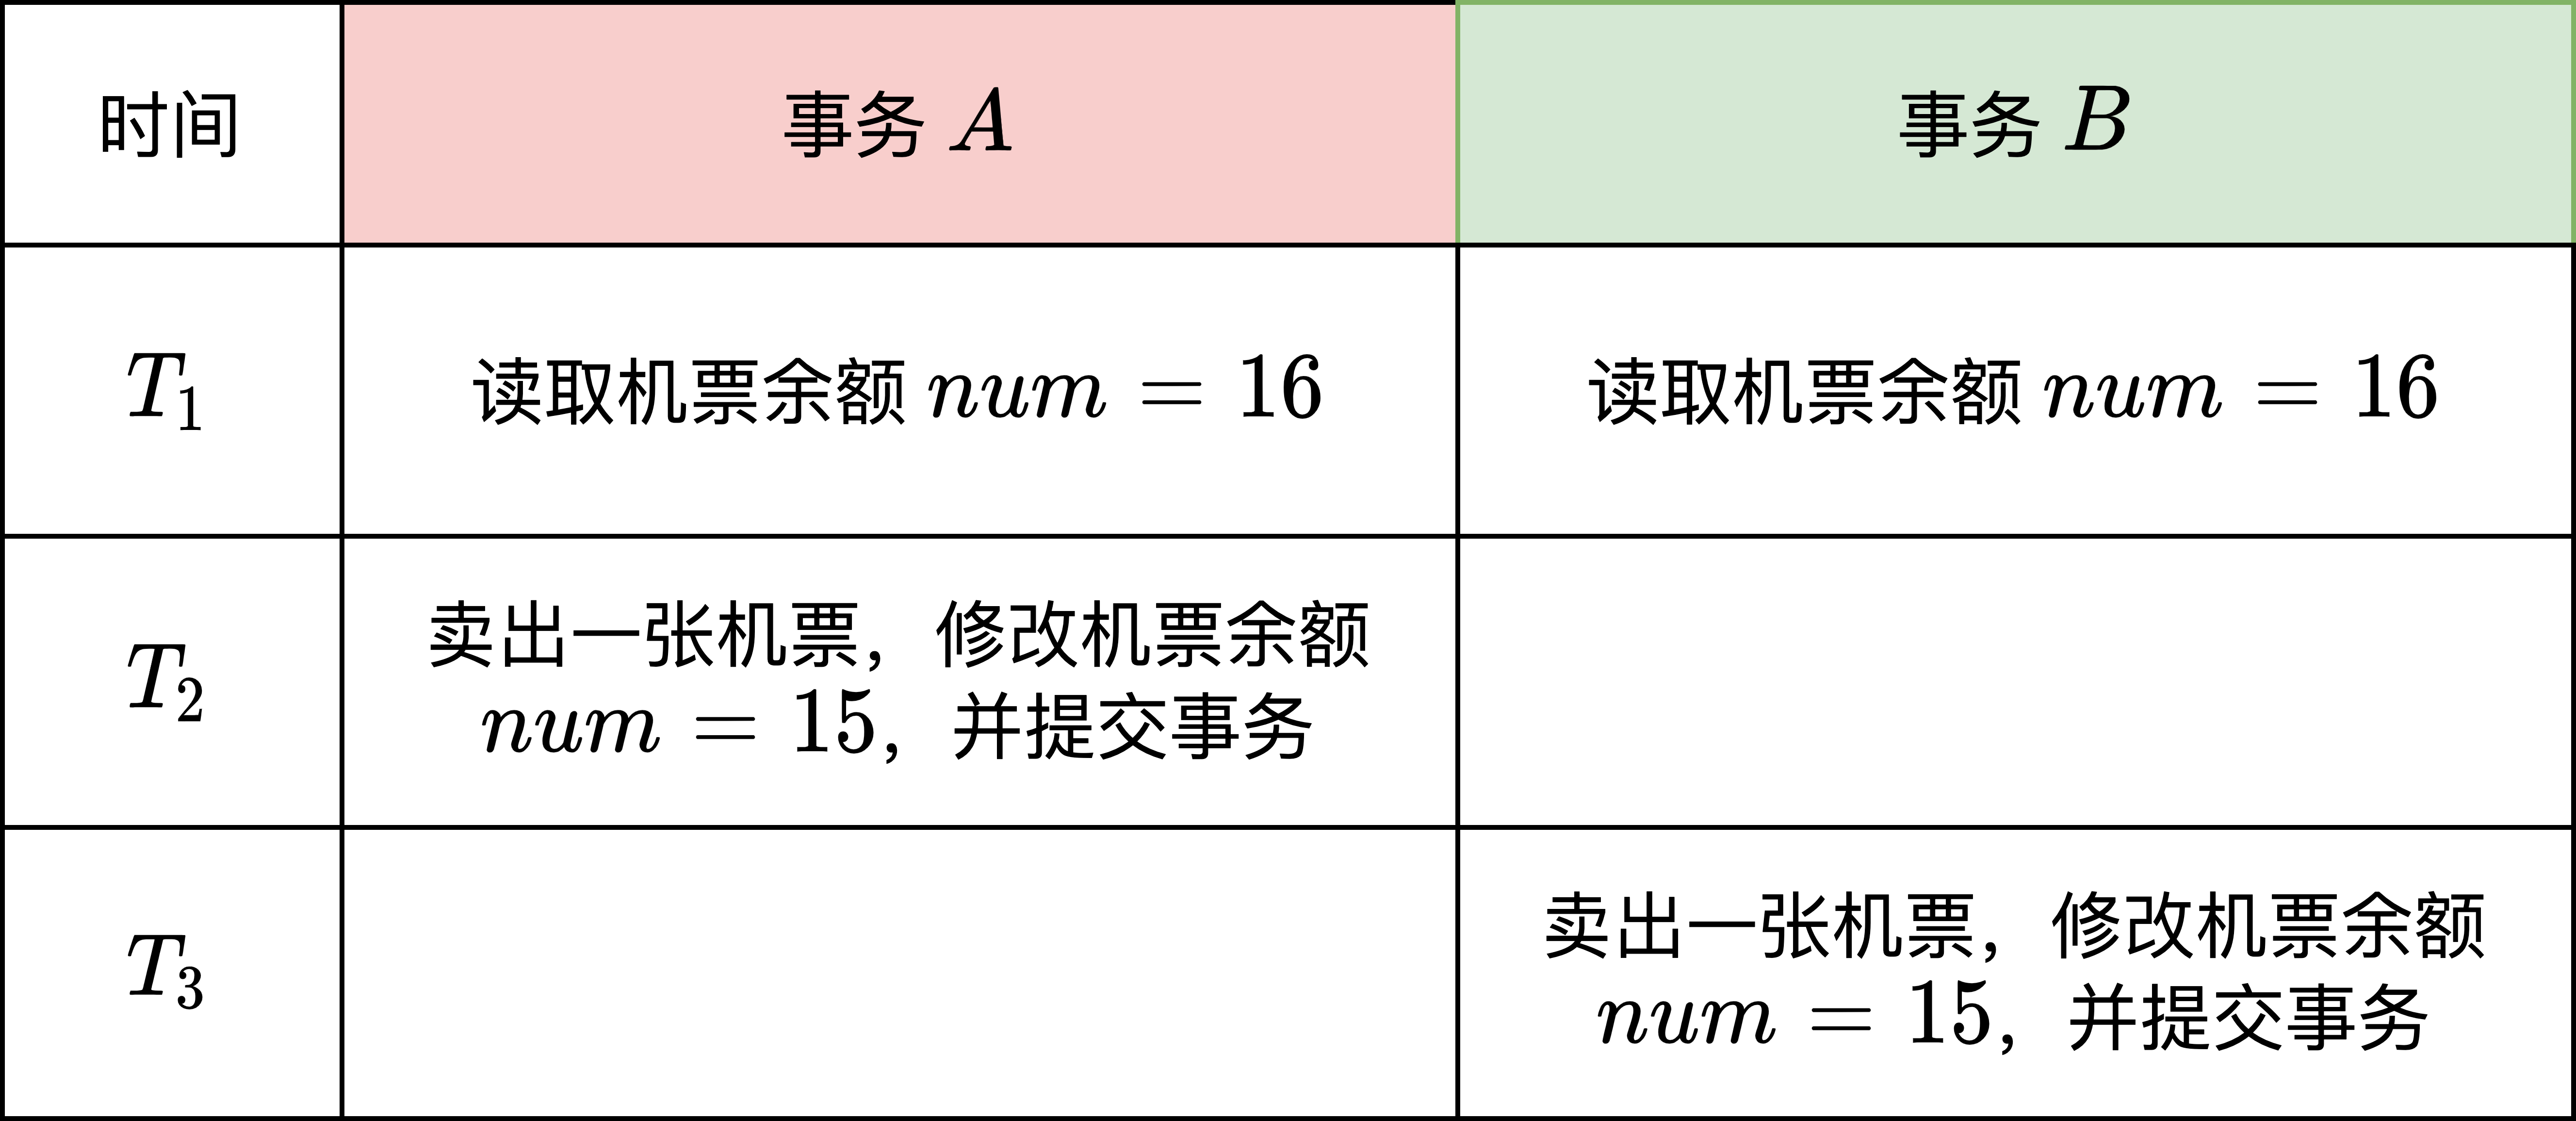 时间
事务 A
事务 B
T₁
读取机票余额 num = 16
读取机票余额 num = 16
T₂
卖出一张机票，修改机票余额
num = 15，并提交事务
T₃
卖出一张机票，修改机票余额
num = 15，并提交事务